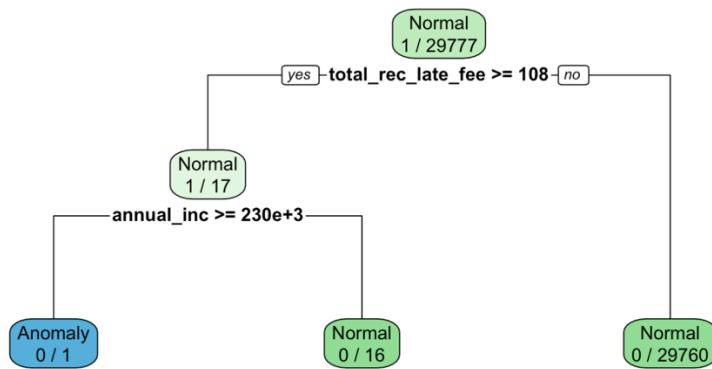 Normal
1 / 29777
yes total_rec_late_fee >= 108 no
Normal
1 / 17
annual_inc >= 230e+3
Anomaly
0 / 1
Normal
0 / 16
Normal
0 / 29760